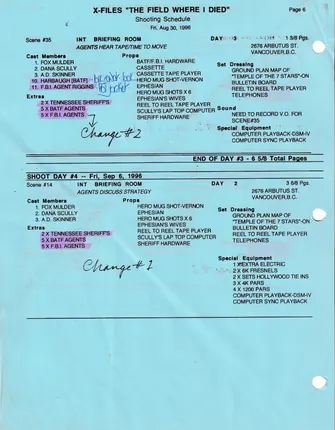 X-FILES "THE FIELD WHERE I DIED" Page 6
Shooting Schedule
Fri, Aug 30, 1996
Scene #35 INT BRIEFING ROOM DAY 1 3/8 Pgs.
AGENTS HEAR TAPE/TIME TO MOVE 2676 ARBUTUS ST.
VANCOUVER.B.C.
Cast Members
1. FOX MULDER
2. DANA SCULLY
3. A.D. SKINNER
10. HARBAUGH (BATF)
11. F.B.I. AGENT RIGGINS
Extras
2 X TENNESSEE SHERIFF'S
5 X BATF AGENTS
5 X F.B.I. AGENTS
Props
BATF/F.B.I. HARDWARE
CASSETTE
CASSETTE TAPE PLAYER
HERO MUG SHOT-VERNON
EPHESIAN
HERO MUG SHOTS X 6
EPHESIAN'S WIVES
REEL TO REEL TAPE PLAYER
SCULLY'S LAP TOP COMPUTER
SHERIFF HARDWARE
Set Dressing
GROUND PLAN MAP OF
"TEMPLE OF THE 7 STARS"-ON
BULLETIN BOARD
REEL TO REEL TAPE PLAYER
TELEPHONES
Sound
NEED TO RECORD V.O. FOR
SCENE#35
Special Equipment
COMPUTER PLAYBACK-DSM-IV
COMPUTER SYNC PLAYBACK
Change # 2
END OF DAY #3 - 6 5/8 Total Pages
SHOOT DAY #4 -- Fri, Sep 6, 1996
Scene #14 INT BRIEFING ROOM DAY 2 3 6/8 Pgs.
AGENTS DISCUSS STRATEGY 2676 ARBUTUS ST.
VANCOUVER.B.C.
Cast Members
1. FOX MULDER
2. DANA SCULLY
3. A.D. SKINNER
Extras
2 X TENNESSEE SHERIFF'S
5 X BATF AGENTS
5 X F.B.I. AGENTS
Props
HERO MUG SHOT-VERNON
EPHESIAN
HERO MUG SHOTS X 6
EPHESIAN'S WIVES
REEL TO REEL TAPE PLAYER
SCULLY'S LAP TOP COMPUTER
SHERIFF HARDWARE
Set Dressing
GROUND PLAN MAP OF
"TEMPLE OF THE 7 STARS"-ON
BULLETIN BOARD
REEL TO REEL TAPE PLAYER
TELEPHONES
Special Equipment
1 X EXTRA ELECTRIC
2 X 6K FRESNELS
2 X SETS HOLLYWOOD TIE INS
3 X 4K PARS
4 X 1200 PARS
COMPUTER PLAYBACK-DSM-IV
COMPUTER SYNC PLAYBACK
Change # 1